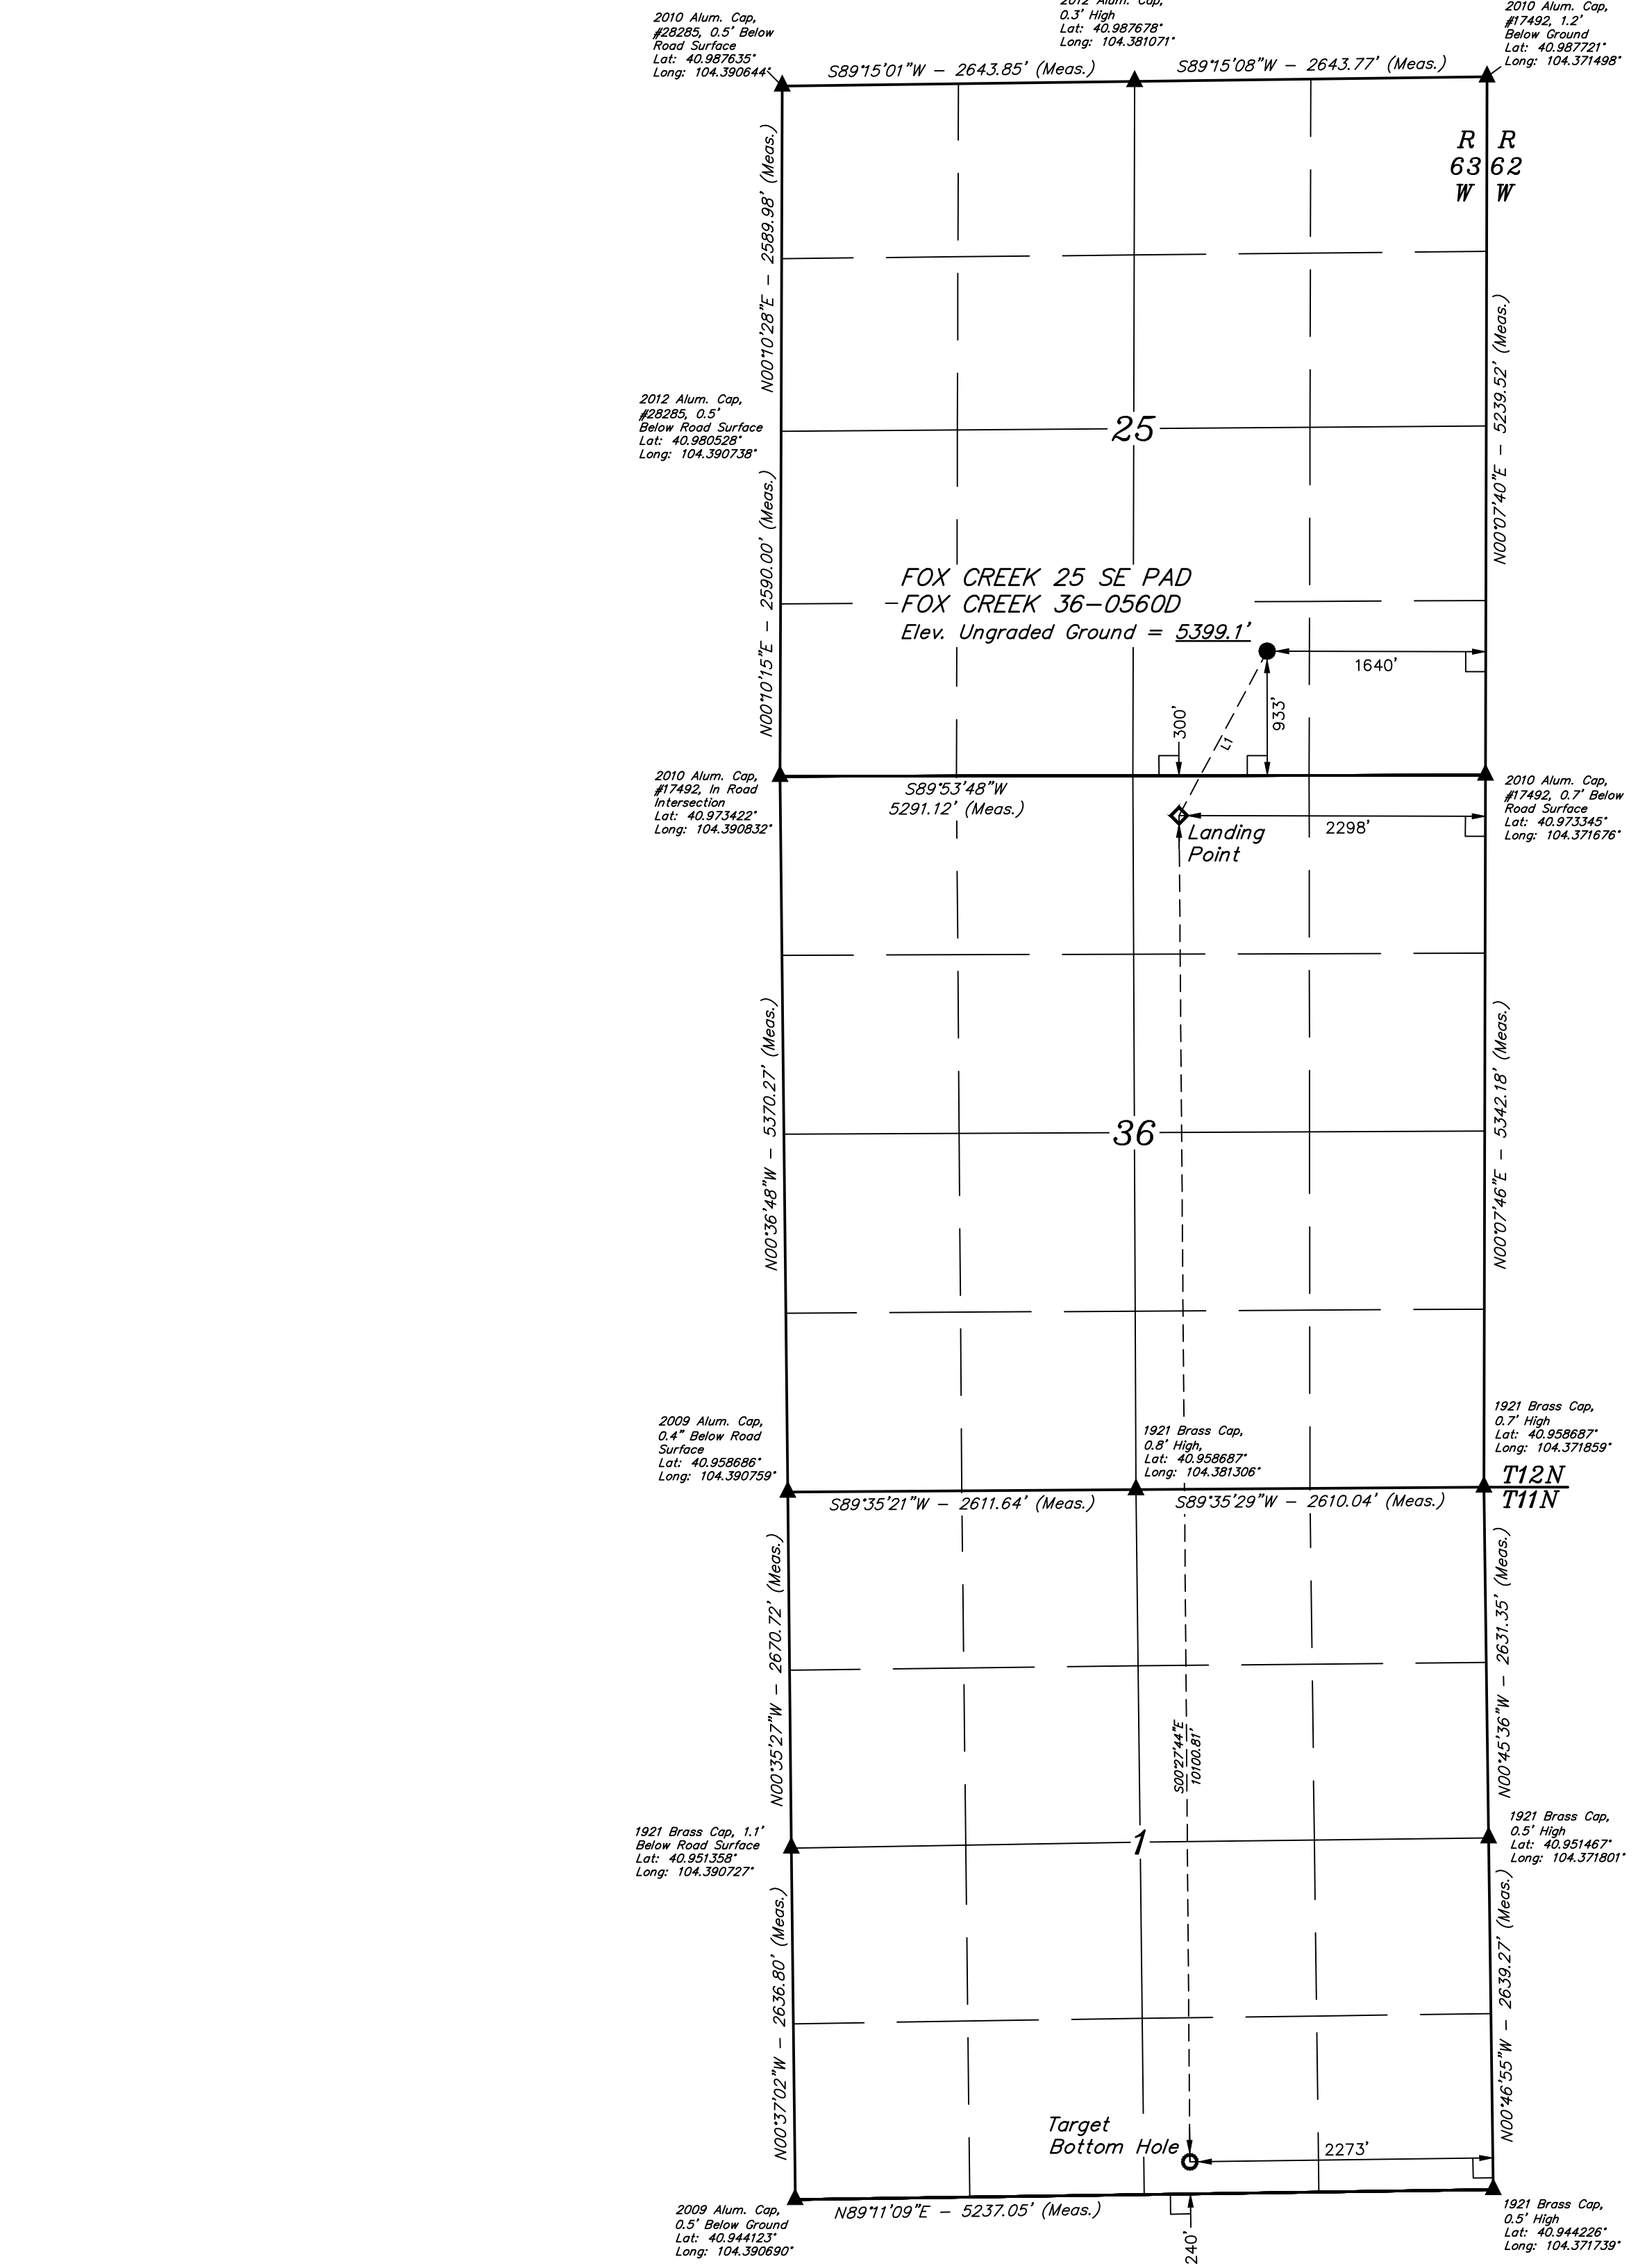 2010 Alum. Cap,
#28285, 0.5' Below
Road Surface
Lat: 40.987635°
Long: 104.390644°
2012 Alum. Cap,
0.3' High
Lat: 40.987678°
Long: 104.381071°
2010 Alum. Cap,
#17492, 1.2'
Below Ground
Lat: 40.987721°
Long: 104.371498°
S89°15'01"W - 2643.85' (Meas.)
S89°15'08"W - 2643.77' (Meas.)
R R
63 62
W W
N00°10'28"E - 2589.98' (Meas.)
N00°07'40"E - 5239.52' (Meas.)
2012 Alum. Cap,
#28285, 0.5'
Below Road Surface
Lat: 40.980528°
Long: 104.390738°
25
N00°10'15"E - 2590.00' (Meas.)
FOX CREEK 25 SE PAD
FOX CREEK 36-0560D
Elev. Ungraded Ground = 5399.1'
1640'
933'
300'
L1
2010 Alum. Cap,
#17492, In Road
Intersection
Lat: 40.973422°
Long: 104.390832°
S89°53'48"W
5291.12' (Meas.)
2010 Alum. Cap,
#17492, 0.7' Below
Road Surface
Lat: 40.973345°
Long: 104.371676°
2298'
Landing
Point
N00°36'48"W - 5370.27' (Meas.)
N00°07'46"E - 5342.18' (Meas.)
36
2009 Alum. Cap,
0.4" Below Road
Surface
Lat: 40.958686°
Long: 104.390759°
1921 Brass Cap,
0.8' High,
Lat: 40.958687°
Long: 104.381306°
1921 Brass Cap,
0.7' High
Lat: 40.958687°
Long: 104.371859°
T12N
T11N
S89°35'21"W - 2611.64' (Meas.)
S89°35'29"W - 2610.04' (Meas.)
N00°35'27"W - 2670.72' (Meas.)
N00°45'36"W - 2631.35' (Meas.)
S00°27'44"E
10100.81'
1921 Brass Cap, 1.1'
Below Road Surface
Lat: 40.951358°
Long: 104.390727°
1
1921 Brass Cap,
0.5' High
Lat: 40.951467°
Long: 104.371801°
N00°37'02"W - 2636.80' (Meas.)
N00°46'55"W - 2639.27' (Meas.)
Target
Bottom Hole
2273'
2009 Alum. Cap,
0.5' Below Ground
Lat: 40.944123°
Long: 104.390690°
N89°11'09"E - 5237.05' (Meas.)
240'
1921 Brass Cap,
0.5' High
Lat: 40.944226°
Long: 104.371739°